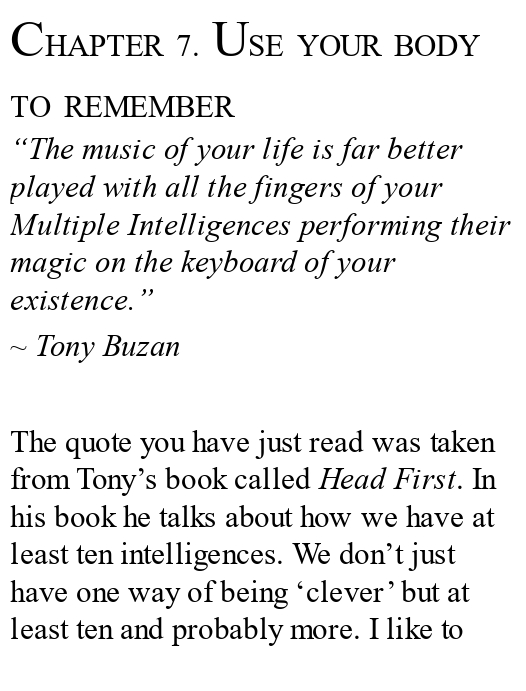 CHAPTER 7. USE YOUR BODY
TO REMEMBER
“The music of your life is far better
played with all the fingers of your
Multiple Intelligences performing their
magic on the keyboard of your
existence.”
~ Tony Buzan
The quote you have just read was taken
from Tony’s book called Head First. In
his book he talks about how we have at
least ten intelligences. We don’t just
have one way of being ‘clever’ but at
least ten and probably more. I like to